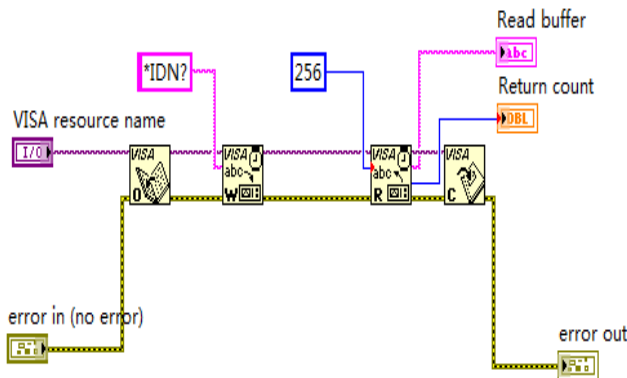 Read buffer
abc
*IDN?
256
Return count
DBL
VISA resource name
I/O
VISA
O
VISA
abc
W
VISA
abc
R
VISA
C
error in (no error)
error out